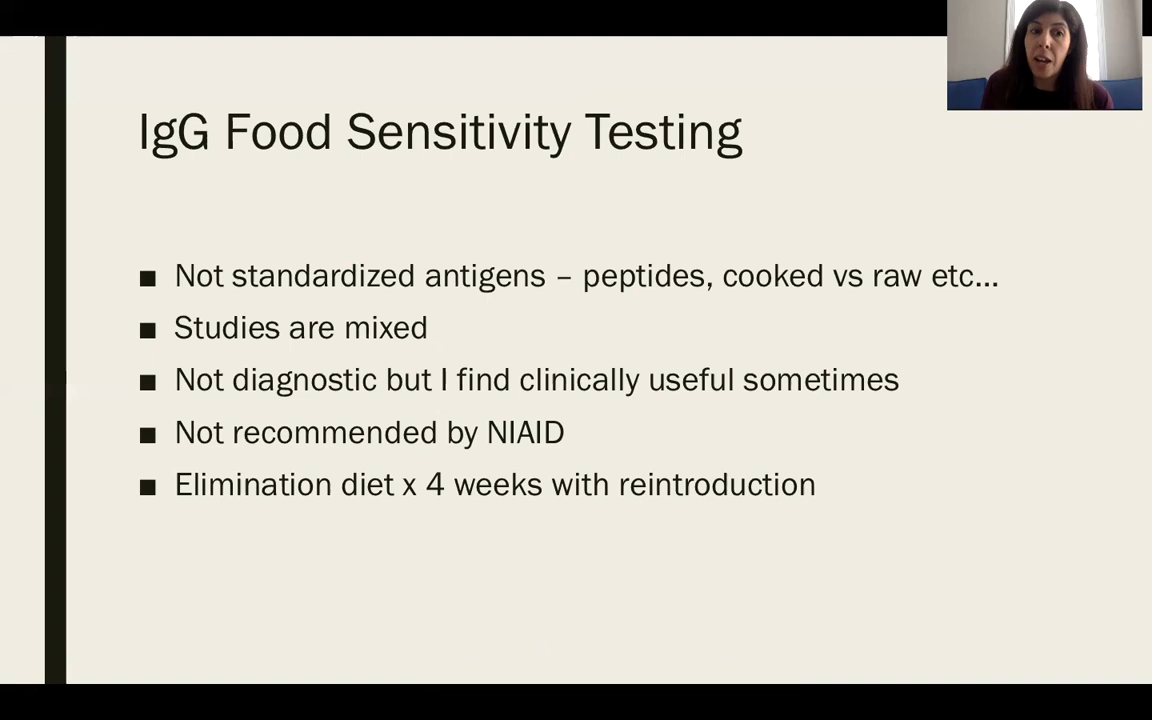 IgG Food Sensitivity Testing
■ Not standardized antigens – peptides, cooked vs raw etc...
■ Studies are mixed
■ Not diagnostic but I find clinically useful sometimes
■ Not recommended by NIAID
■ Elimination diet x 4 weeks with reintroduction